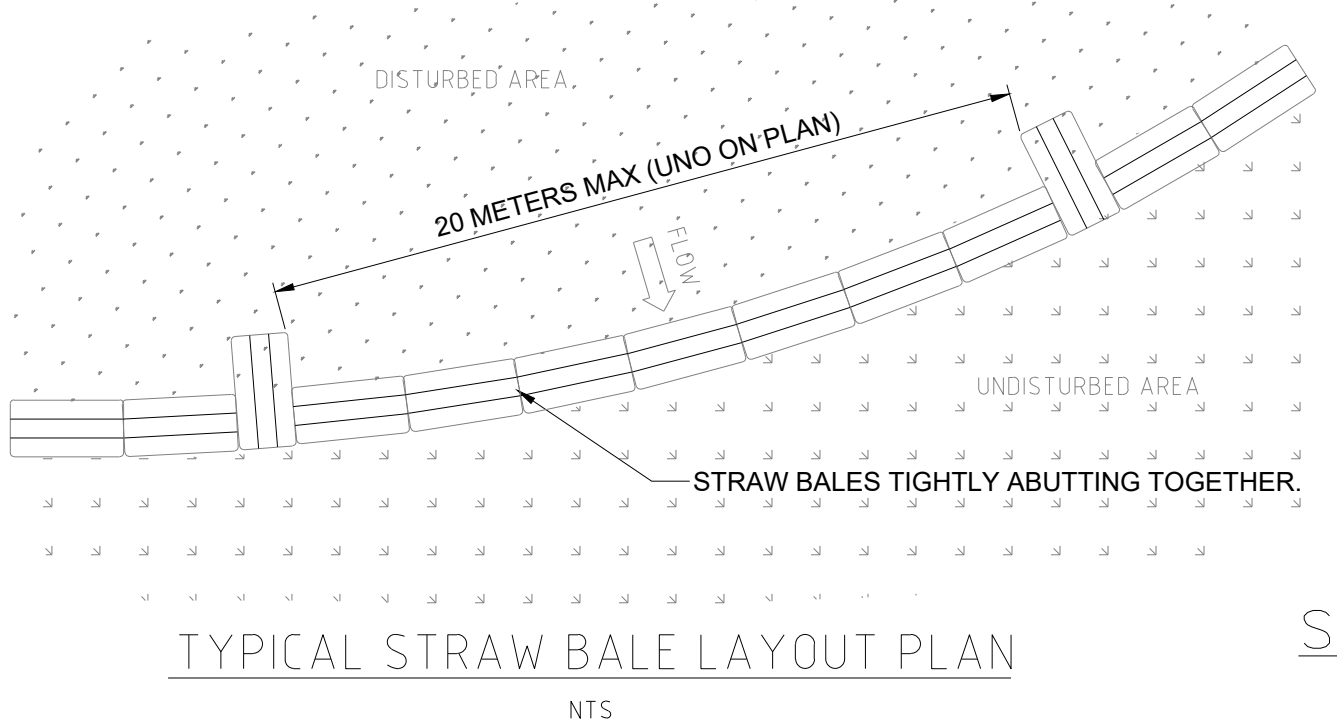 DISTURBED AREA
20 METERS MAX (UNO ON PLAN)
FLOW
UNDISTURBED AREA
STRAW BALES TIGHTLY ABUTTING TOGETHER.
TYPICAL STRAW BALE LAYOUT PLAN
S
NTS